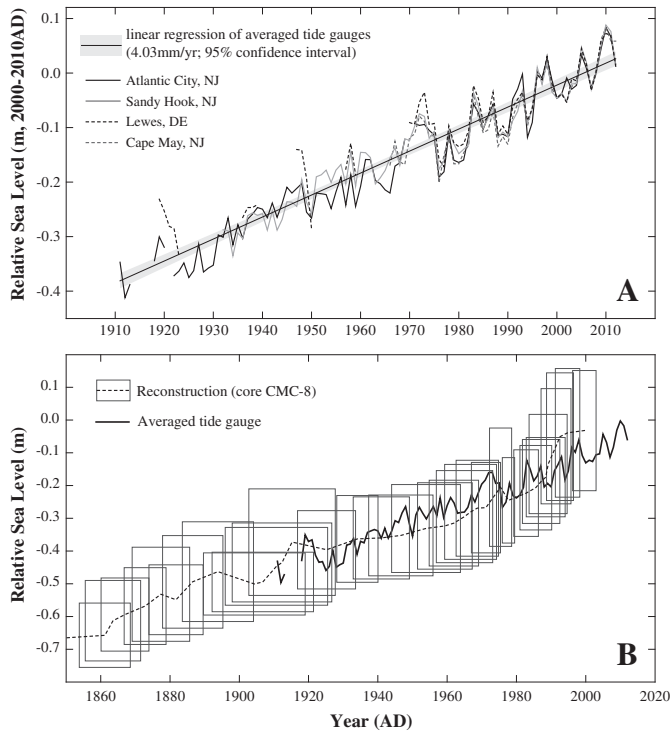 0.1
0.0
-0.1
-0.2
-0.3
-0.4
Relative Sea Level (m, 2000-2010AD)
linear regression of averaged tide gauges
(4.03mm/yr; 95% confidence interval)
Atlantic City, NJ
Sandy Hook, NJ
Lewes, DE
Cape May, NJ
A
1910 1920 1930 1940 1950 1960 1970 1980 1990 2000 2010
0.1
0.0
-0.1
-0.2
-0.3
-0.4
-0.5
-0.6
-0.7
Relative Sea Level (m)
Reconstruction (core CMC-8)
Averaged tide gauge
B
1860 1880 1900 1920 1940 1960 1980 2000 2020
Year (AD)